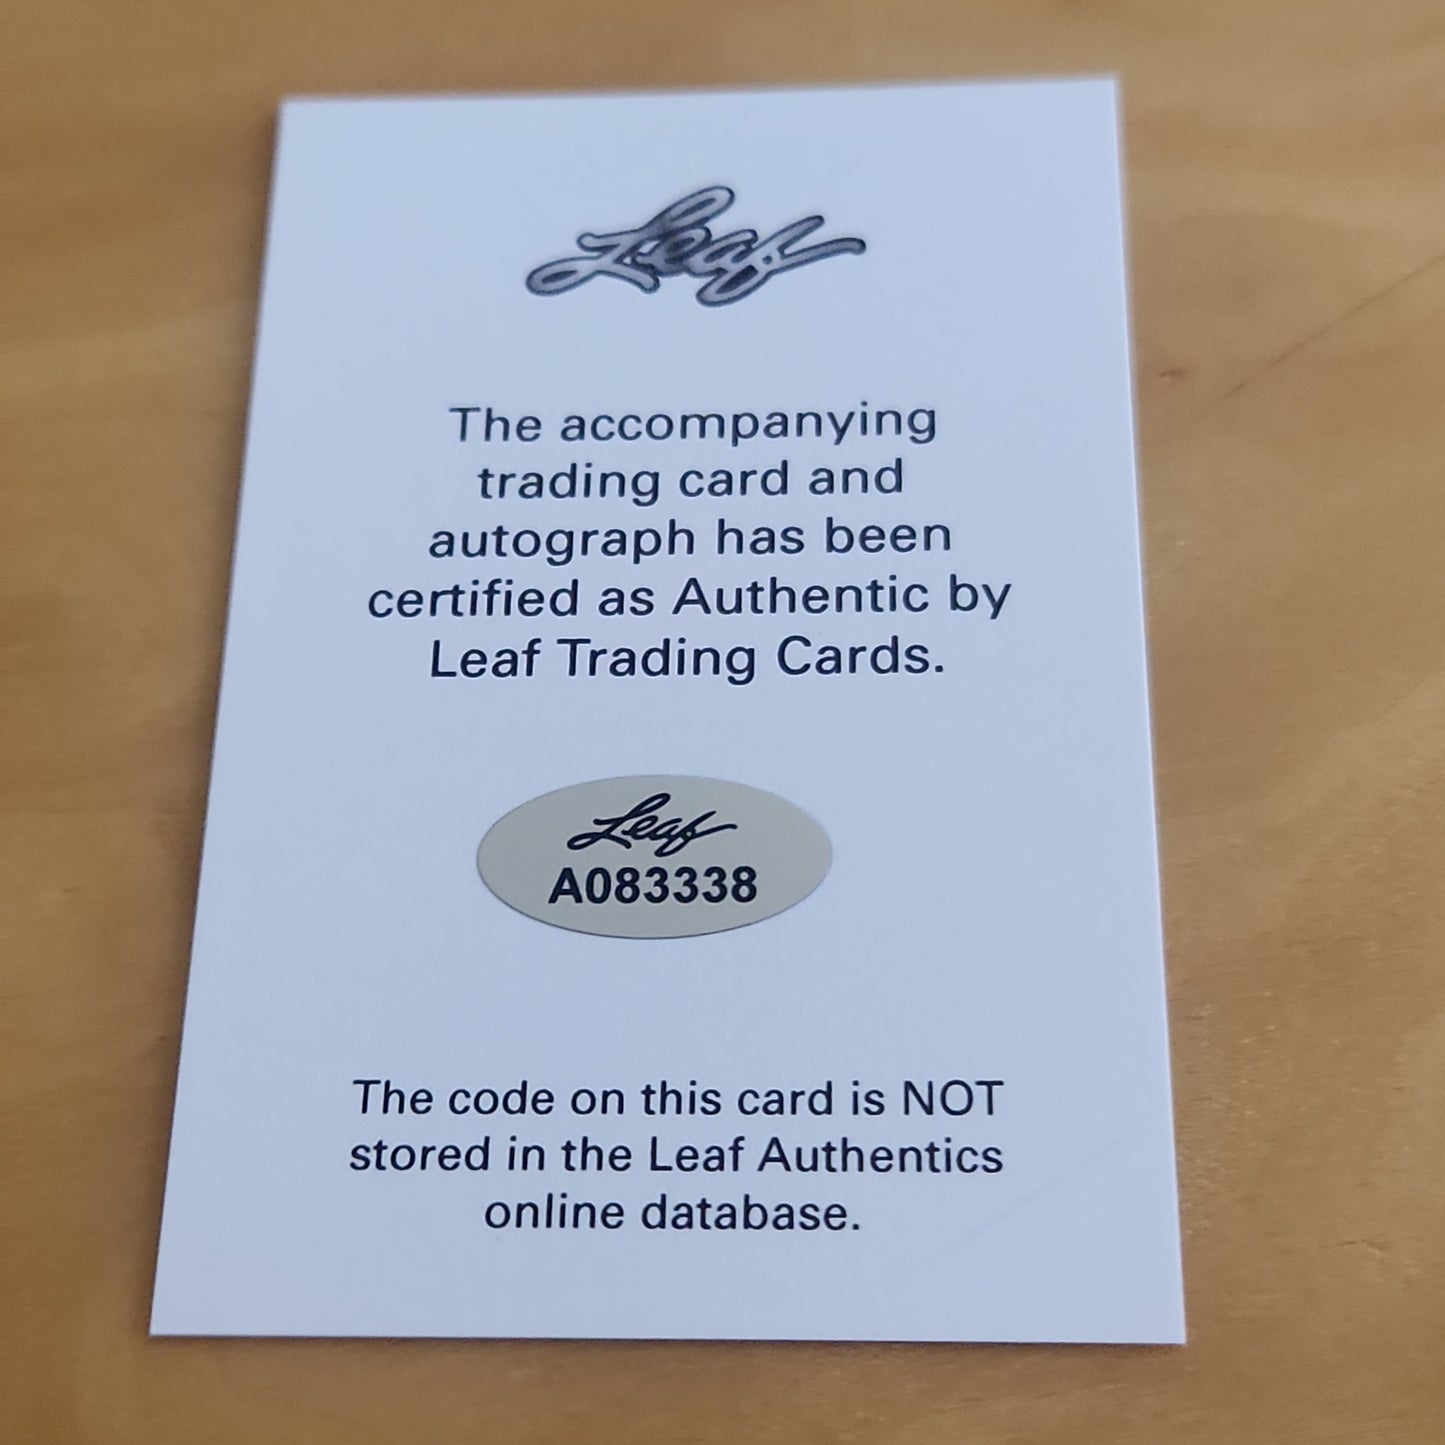 Leaf
The accompanying
trading card and
autograph has been
certified as Authentic by
Leaf Trading Cards.
Leaf
A083338
The code on this card is NOT
stored in the Leaf Authentics
online database.